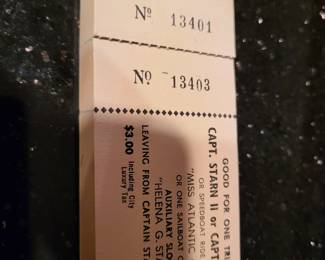 No 13401
No 13403
GOOD FOR ONE
CAPT. STARN II or CAPT
OR SPEEDBOAT RIDE
"MISS ATLANTIC
OR ONE SAILBOAT
AUXILIARY
"HELENA G.
LEAVING FROM CAPTAIN
$3.00 Including City
Luxury Tax